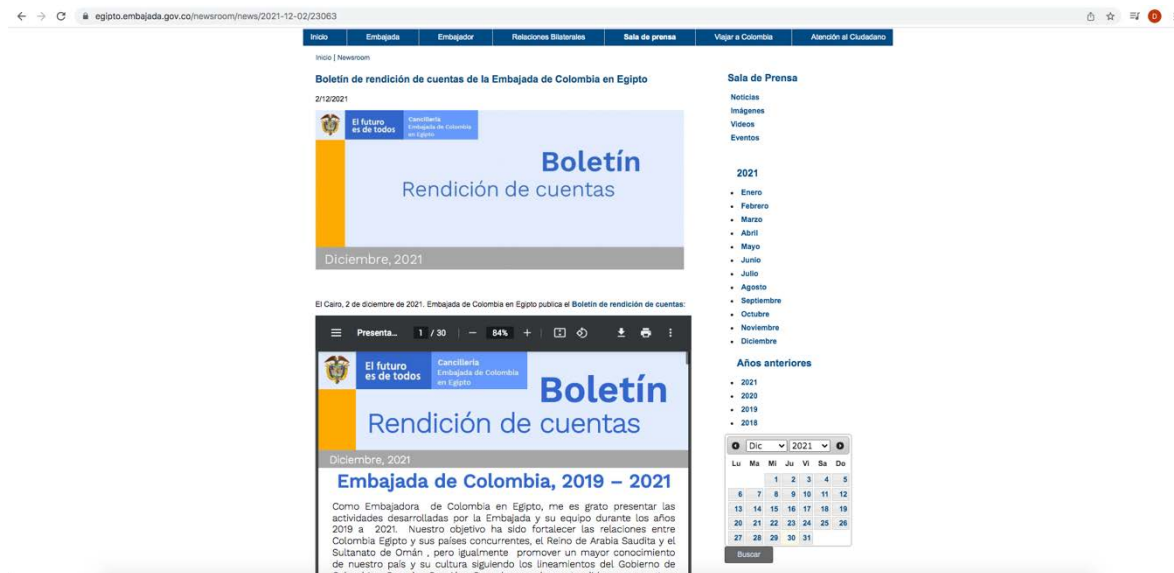 egipto.embajada.gov.co/newsroom/news/2021-12-02/23063
D
Inicio Embajada Embajador Relaciones Bilaterales Sala de prensa Viajar a Colombia Atención al Ciudadano
Inicio | Newsroom
Boletín de rendición de cuentas de la Embajada de Colombia en Egipto
2/12/2021
El futuro
es de todos
Cancillería
Embajada de Colombia
en Egipto
Boletín
Rendición de cuentas
Diciembre, 2021
El Cairo, 2 de diciembre de 2021. Embajada de Colombia en Egipto publica el Boletín de rendición de cuentas:
Presenta... 1 / 30 84%
El futuro
es de todos
Cancillería
Embajada de Colombia
en Egipto
Boletín
Rendición de cuentas
Diciembre, 2021
Embajada de Colombia, 2019 – 2021
Como Embajadora de Colombia en Egipto, me es grato presentar las
actividades desarrolladas por la Embajada y su equipo durante los años
2019 a 2021. Nuestro objetivo ha sido fortalecer las relaciones entre
Colombia Egipto y sus países concurrentes, el Reino de Arabia Saudita y el
Sultanato de Omán , pero igualmente promover un mayor conocimiento
de nuestro país y su cultura siguiendo los lineamientos del Gobierno de
Sala de Prensa
Noticias
Imágenes
Videos
Eventos
2021
Enero
Febrero
Marzo
Abril
Mayo
Junio
Julio
Agosto
Septiembre
Octubre
Noviembre
Diciembre
Años anteriores
2021
2020
2019
2018
Dic 2021
Lu Ma Mi Ju Vi Sa Do
1 2 3 4 5
6 7 8 9 10 11 12
13 14 15 16 17 18 19
20 21 22 23 24 25 26
27 28 29 30 31
Buscar